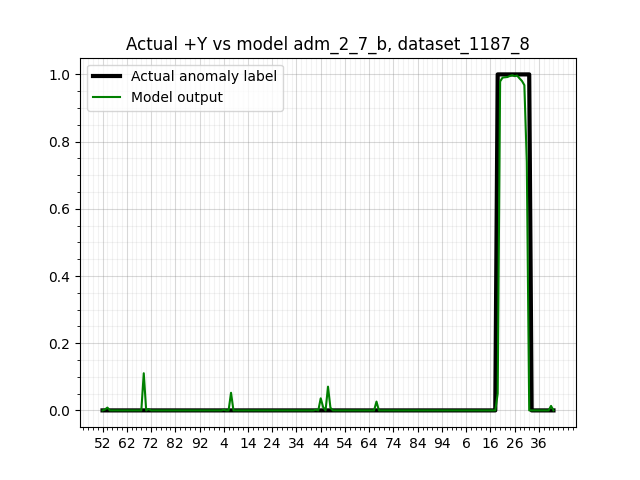 Actual +Y vs model adm_2_7_b, dataset_1187_8
Actual anomaly label
Model output
1.0
0.8
0.6
0.4
0.2
0.0
52 62 72 82 92 4 14 24 34 44 54 64 74 84 94 6 16 26 36